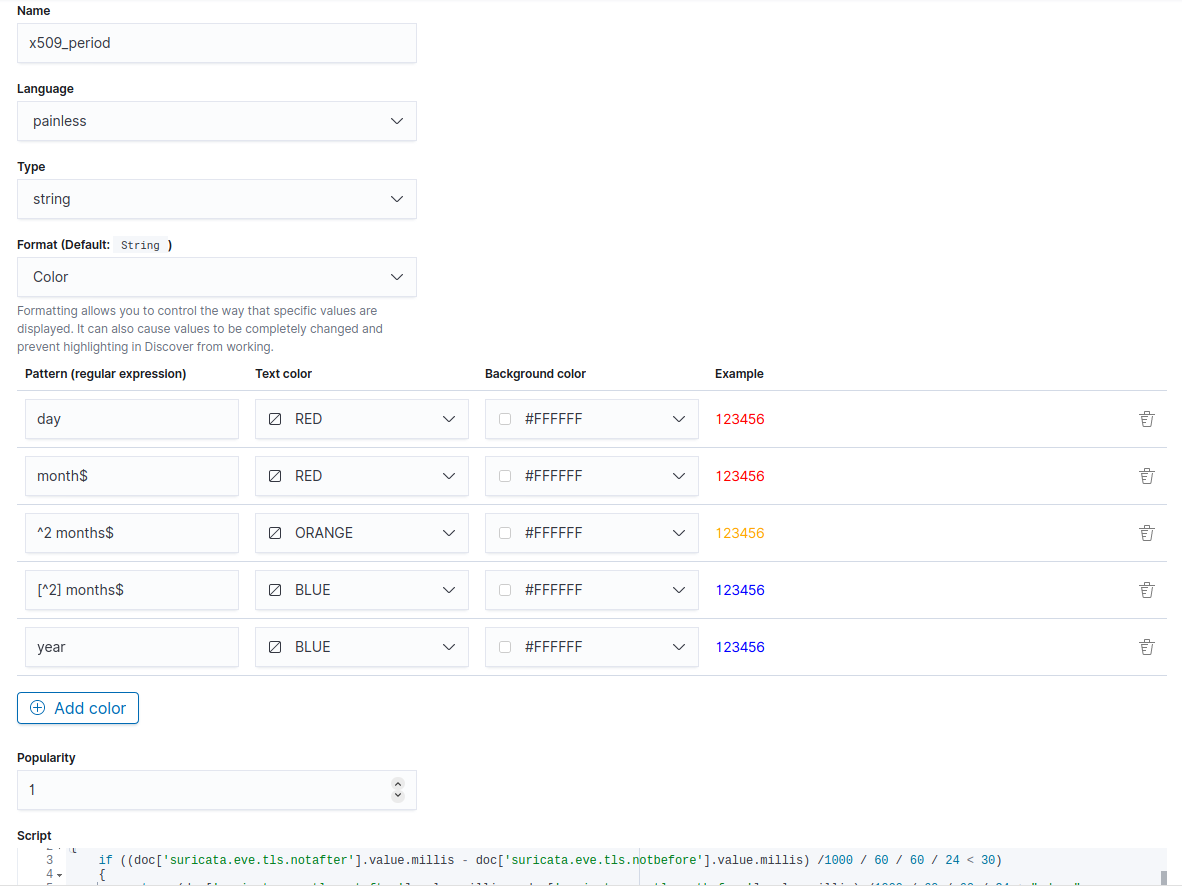 Name
x509_period
Language
painless
Type
string
Format (Default: String )
Color
Formatting allows you to control the way that specific values are
displayed. It can also cause values to be completely changed and
prevent highlighting in Discover from working.
Pattern (regular expression) Text color Background color Example
day RED #FFFFFF 123456
month$ RED #FFFFFF 123456
^2 months$ ORANGE #FFFFFF 123456
[^2] months$ BLUE #FFFFFF 123456
year BLUE #FFFFFF 123456
Add color
Popularity
1
Script
3 if ((doc['suricata.eve.tls.notafter'].value.millis - doc['suricata.eve.tls.notbefore'].value.millis) /1000 / 60 / 60 / 24 < 30)
4 {